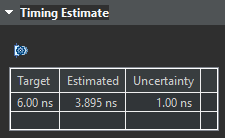 Timing Estimate
Target Estimated Uncertainty
6.00 ns 3.895 ns 1.00 ns